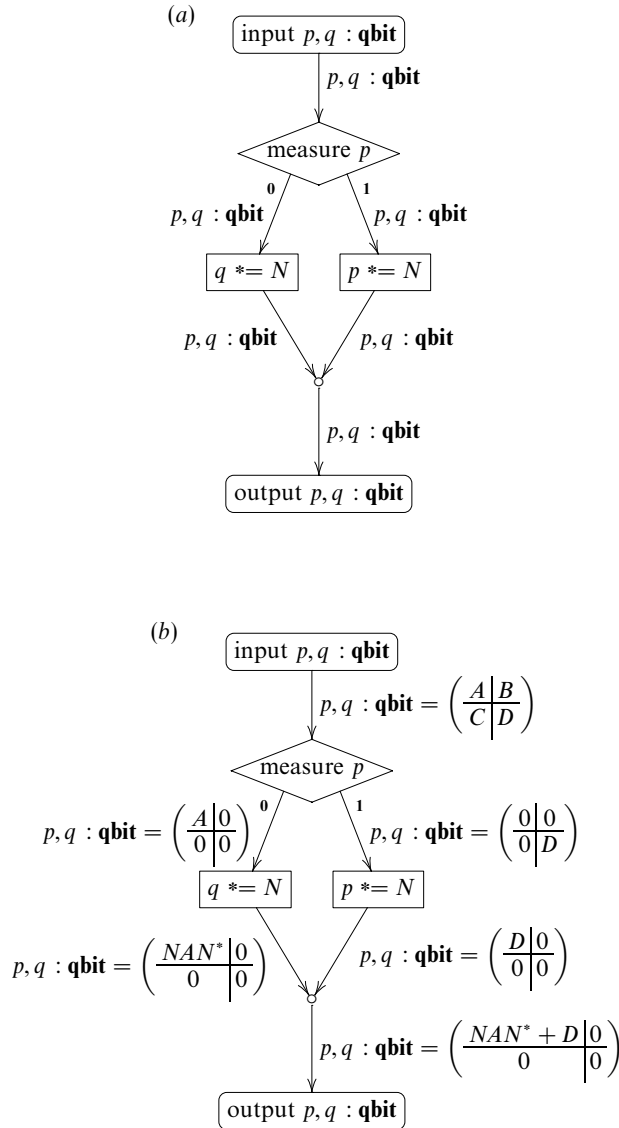 (a)
input p, q : qbit
p, q : qbit
measure p
0 1
p, q : qbit p, q : qbit
q *= N p *= N
p, q : qbit p, q : qbit
p, q : qbit
output p, q : qbit
(b)
input p, q : qbit
p, q : qbit = ( A | B / C | D )
measure p
0 1
p, q : qbit = ( A | 0 / 0 | 0 ) p, q : qbit = ( 0 | 0 / 0 | D )
q *= N p *= N
p, q : qbit = ( NAN* | 0 / 0 | 0 ) p, q : qbit = ( D | 0 / 0 | 0 )
p, q : qbit = ( NAN* + D | 0 / 0 | 0 )
output p, q : qbit